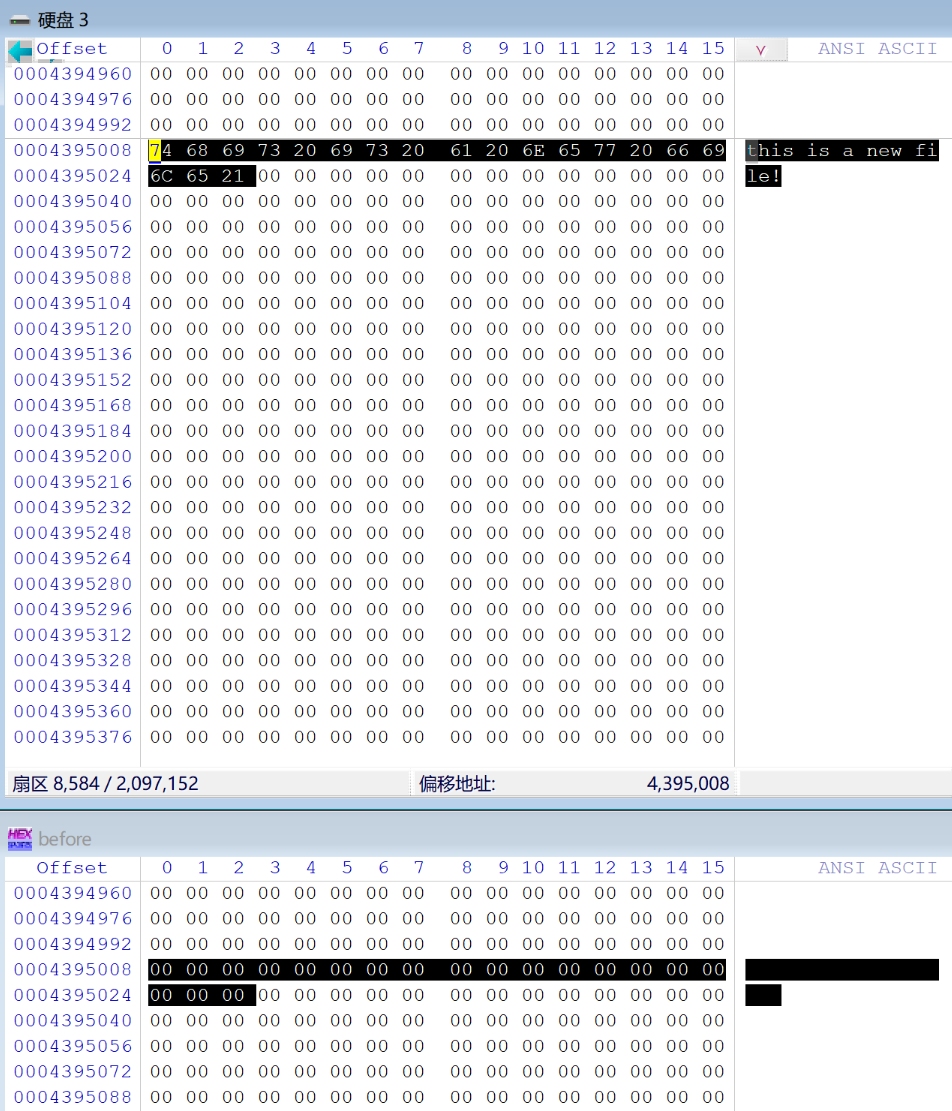 硬盘 3
Offset 0 1 2 3 4 5 6 7 8 9 10 11 12 13 14 15 ANSI ASCII
0004394960 00 00 00 00 00 00 00 00 00 00 00 00 00 00 00 00
0004394976 00 00 00 00 00 00 00 00 00 00 00 00 00 00 00 00
0004394992 00 00 00 00 00 00 00 00 00 00 00 00 00 00 00 00
0004395008 74 68 69 73 20 69 73 20 61 20 6E 65 77 20 66 69 this is a new fi
0004395024 6C 65 21 00 00 00 00 00 00 00 00 00 00 00 00 00 le!
0004395040 00 00 00 00 00 00 00 00 00 00 00 00 00 00 00 00
0004395056 00 00 00 00 00 00 00 00 00 00 00 00 00 00 00 00
0004395072 00 00 00 00 00 00 00 00 00 00 00 00 00 00 00 00
0004395088 00 00 00 00 00 00 00 00 00 00 00 00 00 00 00 00
0004395104 00 00 00 00 00 00 00 00 00 00 00 00 00 00 00 00
0004395120 00 00 00 00 00 00 00 00 00 00 00 00 00 00 00 00
0004395136 00 00 00 00 00 00 00 00 00 00 00 00 00 00 00 00
0004395152 00 00 00 00 00 00 00 00 00 00 00 00 00 00 00 00
0004395168 00 00 00 00 00 00 00 00 00 00 00 00 00 00 00 00
0004395184 00 00 00 00 00 00 00 00 00 00 00 00 00 00 00 00
0004395200 00 00 00 00 00 00 00 00 00 00 00 00 00 00 00 00
0004395216 00 00 00 00 00 00 00 00 00 00 00 00 00 00 00 00
0004395232 00 00 00 00 00 00 00 00 00 00 00 00 00 00 00 00
0004395248 00 00 00 00 00 00 00 00 00 00 00 00 00 00 00 00
0004395264 00 00 00 00 00 00 00 00 00 00 00 00 00 00 00 00
0004395280 00 00 00 00 00 00 00 00 00 00 00 00 00 00 00 00
0004395296 00 00 00 00 00 00 00 00 00 00 00 00 00 00 00 00
0004395312 00 00 00 00 00 00 00 00 00 00 00 00 00 00 00 00
0004395328 00 00 00 00 00 00 00 00 00 00 00 00 00 00 00 00
0004395344 00 00 00 00 00 00 00 00 00 00 00 00 00 00 00 00
0004395360 00 00 00 00 00 00 00 00 00 00 00 00 00 00 00 00
0004395376 00 00 00 00 00 00 00 00 00 00 00 00 00 00 00 00
扇区 8,584 / 2,097,152 偏移地址: 4,395,008
HEX before
Offset 0 1 2 3 4 5 6 7 8 9 10 11 12 13 14 15 ANSI ASCII
0004394960 00 00 00 00 00 00 00 00 00 00 00 00 00 00 00 00
0004394976 00 00 00 00 00 00 00 00 00 00 00 00 00 00 00 00
0004394992 00 00 00 00 00 00 00 00 00 00 00 00 00 00 00 00
0004395008 00 00 00 00 00 00 00 00 00 00 00 00 00 00 00 00
0004395024 00 00 00 00 00 00 00 00 00 00 00 00 00 00 00 00
0004395040 00 00 00 00 00 00 00 00 00 00 00 00 00 00 00 00
0004395056 00 00 00 00 00 00 00 00 00 00 00 00 00 00 00 00
0004395072 00 00 00 00 00 00 00 00 00 00 00 00 00 00 00 00
0004395088 00 00 00 00 00 00 00 00 00 00 00 00 00 00 00 00